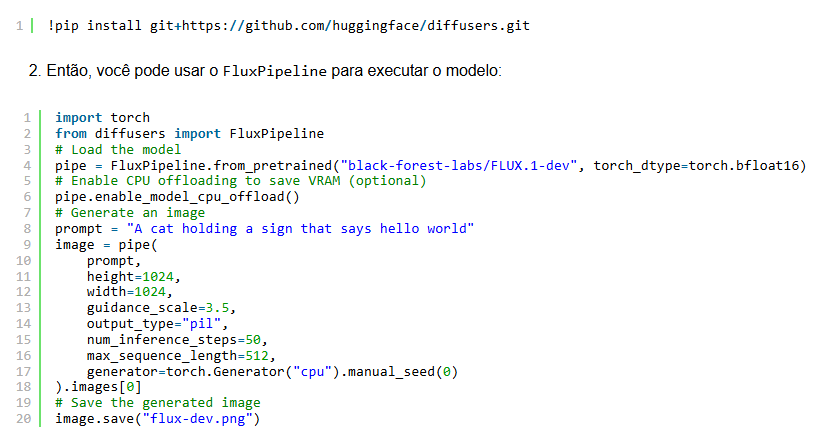 1 !pip install git+https://github.com/huggingface/diffusers.git
2. Então, você pode usar o FluxPipeline para executar o modelo:
1 import torch
2 from diffusers import FluxPipeline
3 # Load the model
4 pipe = FluxPipeline.from_pretrained("black-forest-labs/FLUX.1-dev", torch_dtype=torch.bfloat16)
5 # Enable CPU offloading to save VRAM (optional)
6 pipe.enable_model_cpu_offload()
7 # Generate an image
8 prompt = "A cat holding a sign that says hello world"
9 image = pipe(
10     prompt,
11     height=1024,
12     width=1024,
13     guidance_scale=3.5,
14     output_type="pil",
15     num_inference_steps=50,
16     max_sequence_length=512,
17     generator=torch.Generator("cpu").manual_seed(0)
18 ).images[0]
19 # Save the generated image
20 image.save("flux-dev.png")